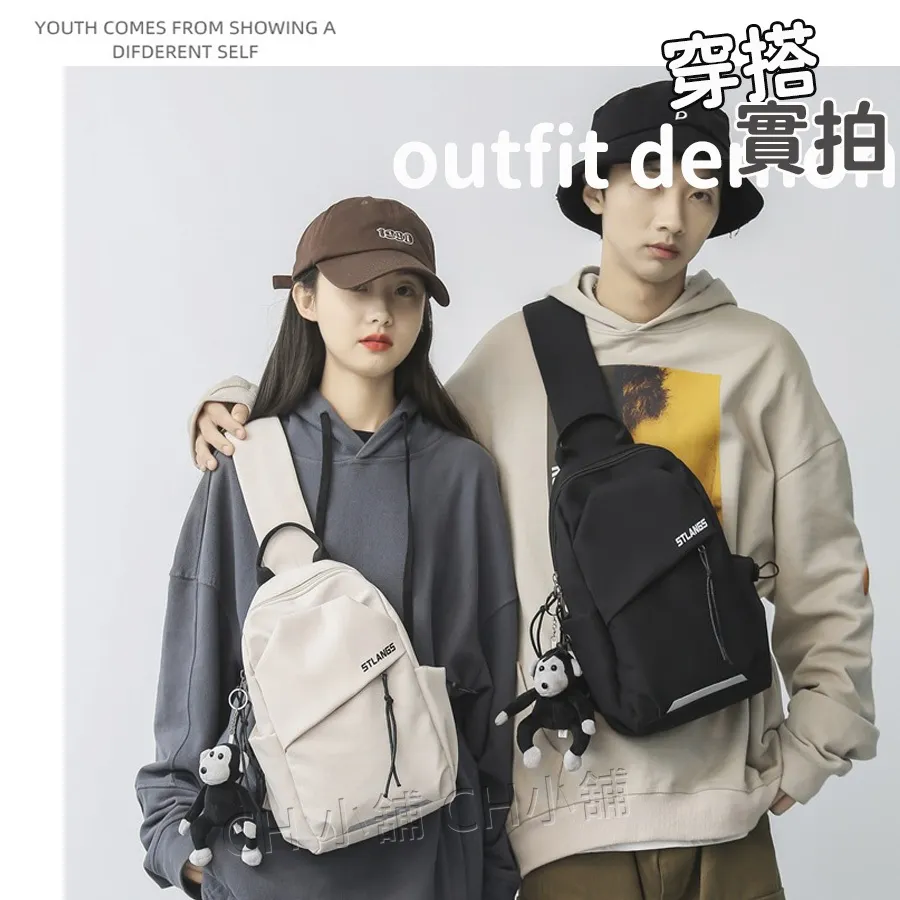 YOUTH COMES FROM SHOWING A
DIFDERENT SELF
穿搭
實拍
outfit demon
1990
D
STLANGS
STLANGS
CH小舖 CH小舖